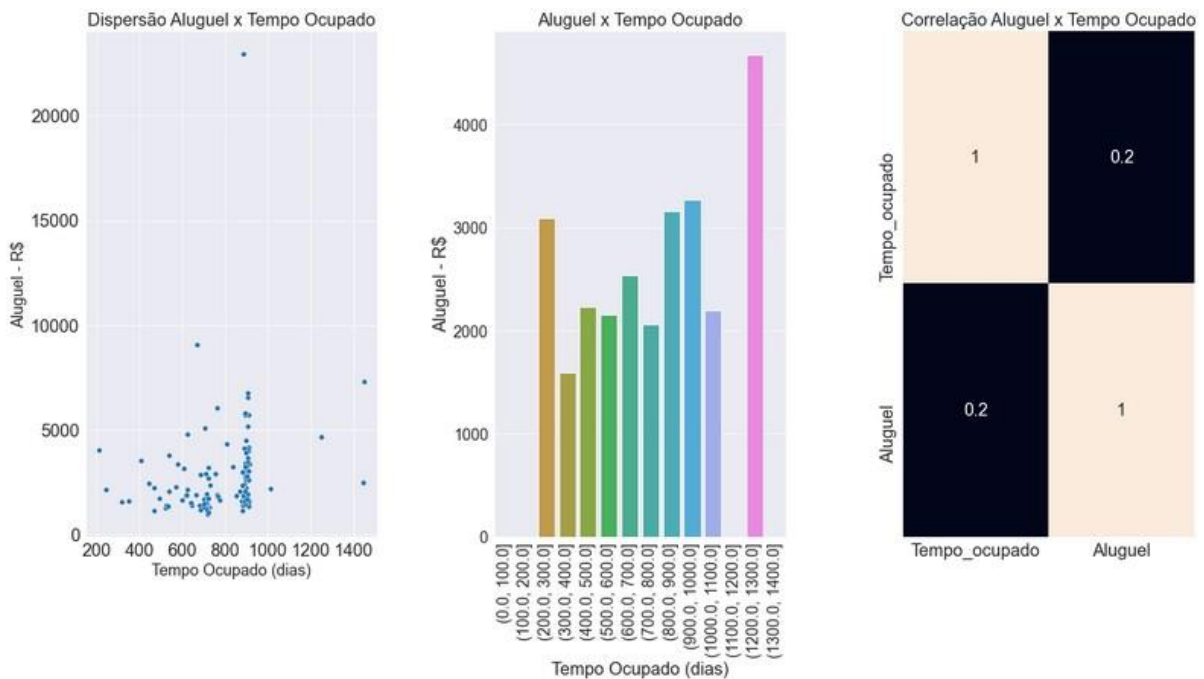 Dispersão Aluguel x Tempo Ocupado
Aluguel - R$
20000
15000
10000
5000
0
200 400 600 800 1000 1200 1400
Tempo Ocupado (dias)
Aluguel x Tempo Ocupado
Aluguel - R$
4000
3000
2000
1000
0
(0.0, 100.0]
(100.0, 200.0]
(200.0, 300.0]
(300.0, 400.0]
(400.0, 500.0]
(500.0, 600.0]
(600.0, 700.0]
(700.0, 800.0]
(800.0, 900.0]
(900.0, 1000.0]
(1000.0, 1100.0]
(1100.0, 1200.0]
(1200.0, 1300.0]
(1300.0, 1400.0]
Tempo Ocupado (dias)
Correlação Aluguel x Tempo Ocupado
Tempo_ocupado
1 0.2
Aluguel
0.2 1
Tempo_ocupado Aluguel